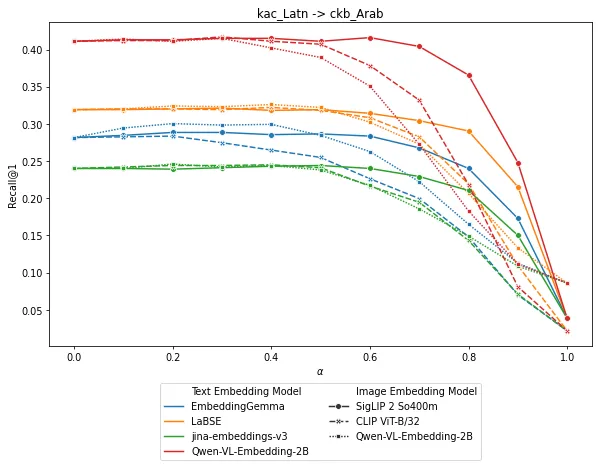 kac_Latn -> ckb_Arab
Recall@1
0.40
0.35
0.30
0.25
0.20
0.15
0.10
0.05
0.0 0.2 0.4 0.6 0.8 1.0
α
Text Embedding Model Image Embedding Model
EmbeddingGemma SigLIP 2 So400m
LaBSE CLIP ViT-B/32
jina-embeddings-v3 Qwen-VL-Embedding-2B
Qwen-VL-Embedding-2B